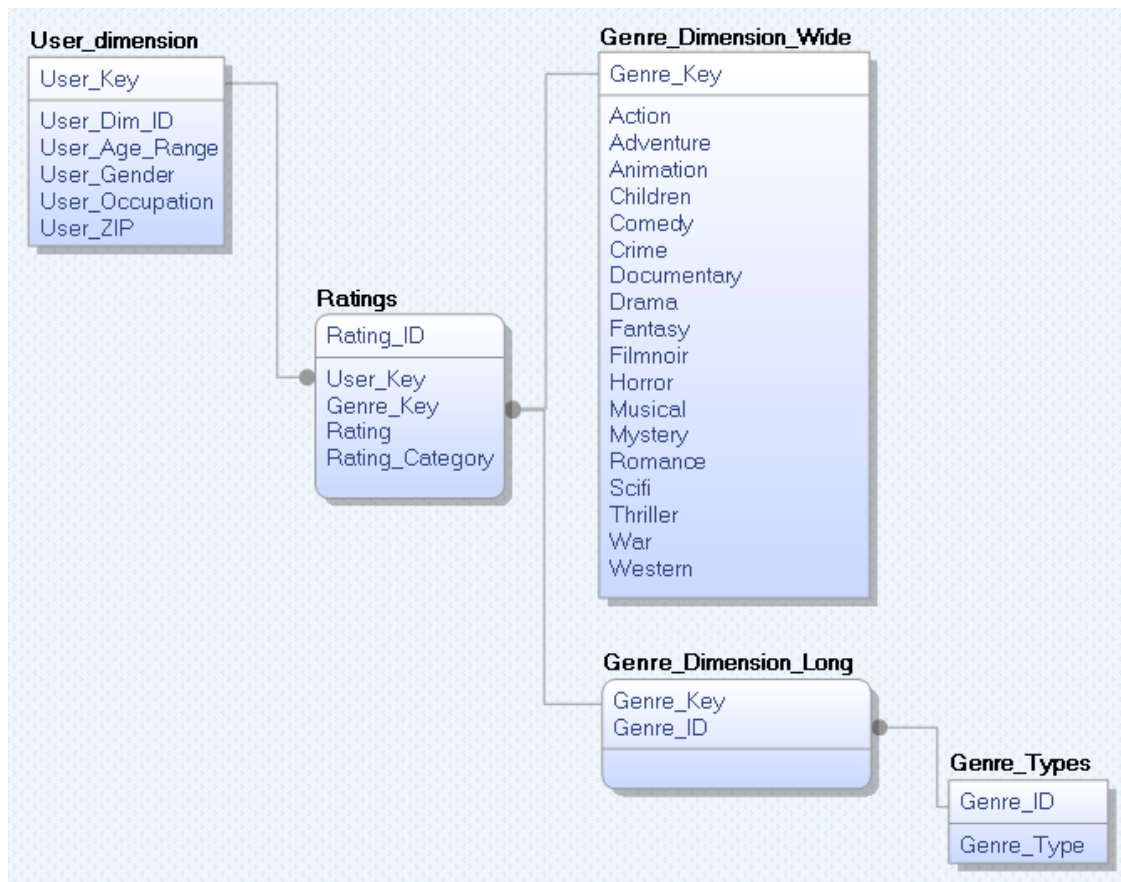 User_dimension
User_Key
User_Dim_ID
User_Age_Range
User_Gender
User_Occupation
User_ZIP
Ratings
Rating_ID
User_Key
Genre_Key
Rating
Rating_Category
Genre_Dimension_Wide
Genre_Key
Action
Adventure
Animation
Children
Comedy
Crime
Documentary
Drama
Fantasy
Filmnoir
Horror
Musical
Mystery
Romance
Scifi
Thriller
War
Western
Genre_Dimension_Long
Genre_Key
Genre_ID
Genre_Types
Genre_ID
Genre_Type